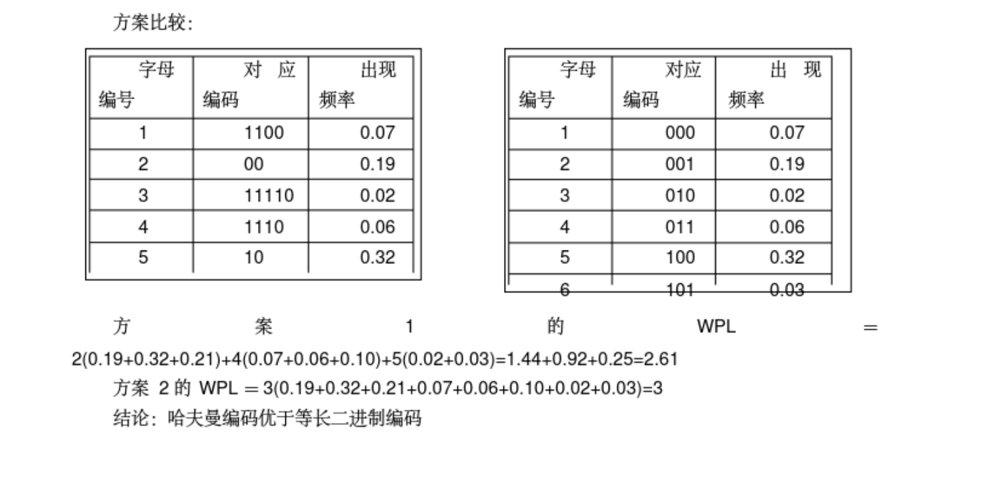 方案比较:
字母编号 对应编码 出现频率
1 1100 0.07
2 00 0.19
3 11110 0.02
4 1110 0.06
5 10 0.32
字母编号 对应编码 出现频率
1 000 0.07
2 001 0.19
3 010 0.02
4 011 0.06
5 100 0.32
6 101 0.03
方案1的WPL=
2(0.19+0.32+0.21)+4(0.07+0.06+0.10)+5(0.02+0.03)=1.44+0.92+0.25=2.61
方案 2 的 WPL=3(0.19+0.32+0.21+0.07+0.06+0.10+0.02+0.03)=3
结论: 哈夫曼编码优于等长二进制编码